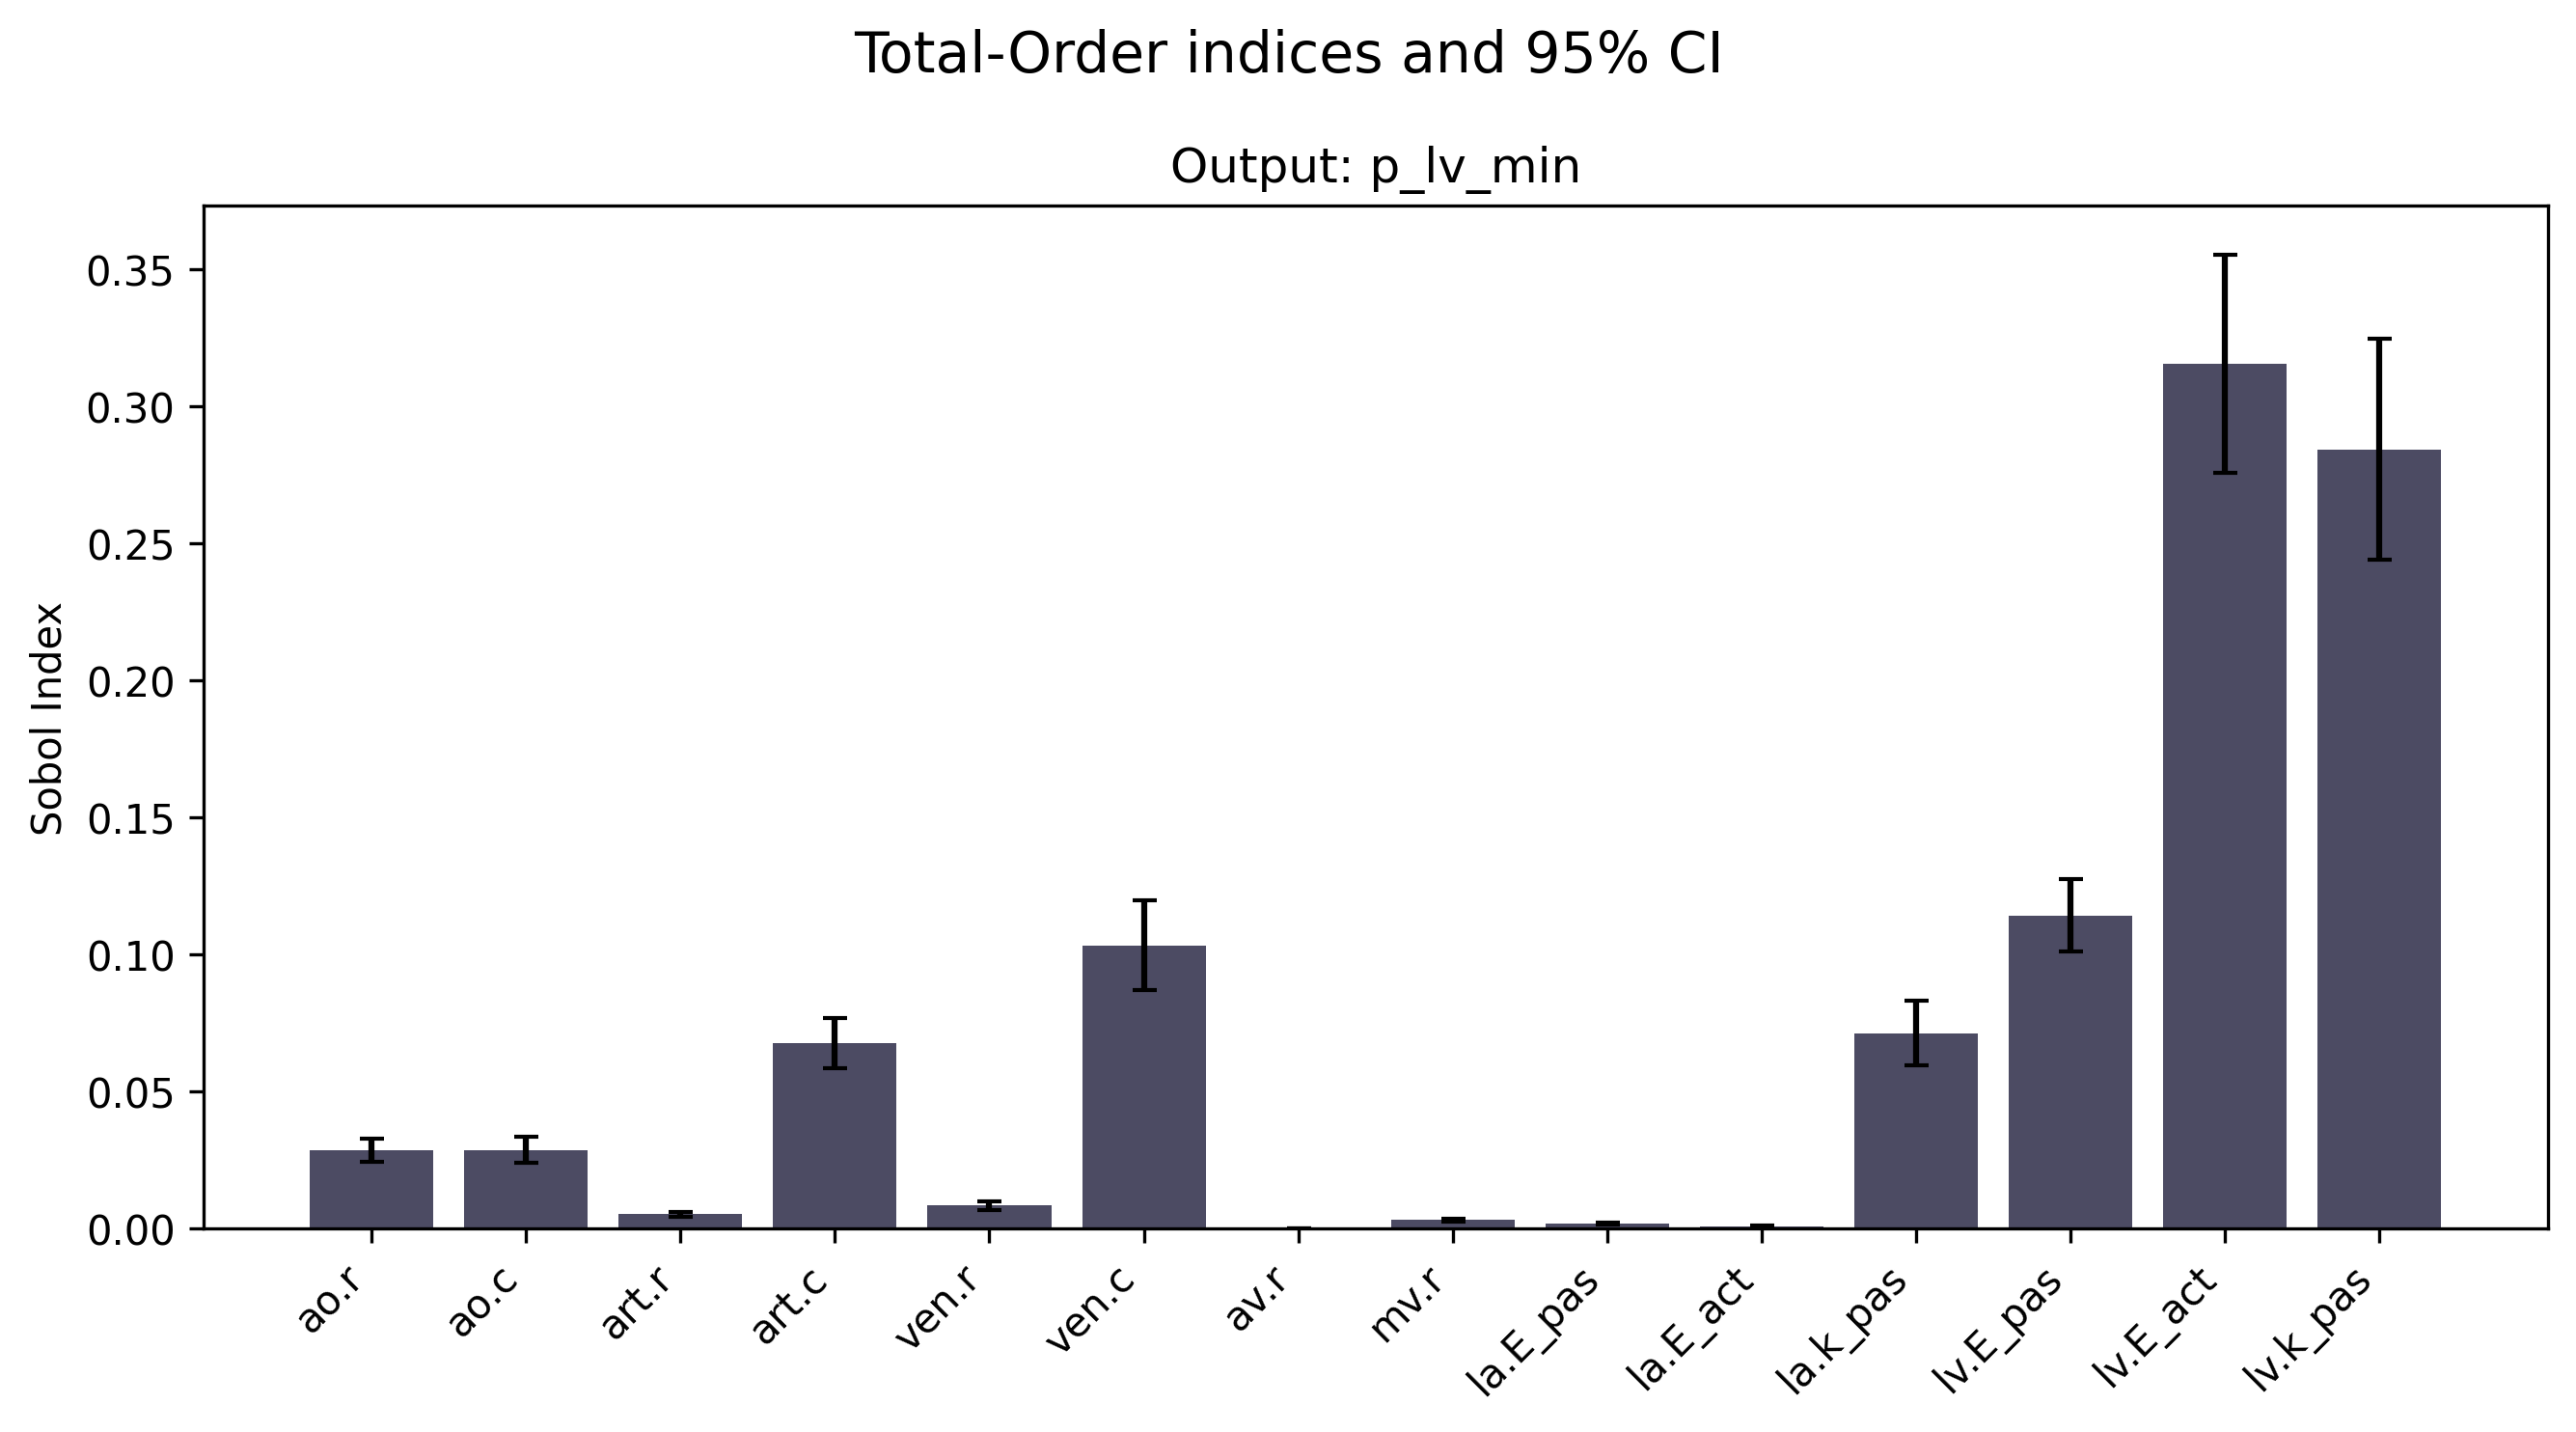 Total-Order indices and 95% CI
Output: p_lv_min
Sobol Index
0.35
0.30
0.25
0.20
0.15
0.10
0.05
0.00
ao.r
ao.c
art.r
art.c
ven.r
ven.c
av.r
mv.r
la.E_pas
la.E_act
la.k_pas
lv.E_pas
lv.E_act
lv.k_pas